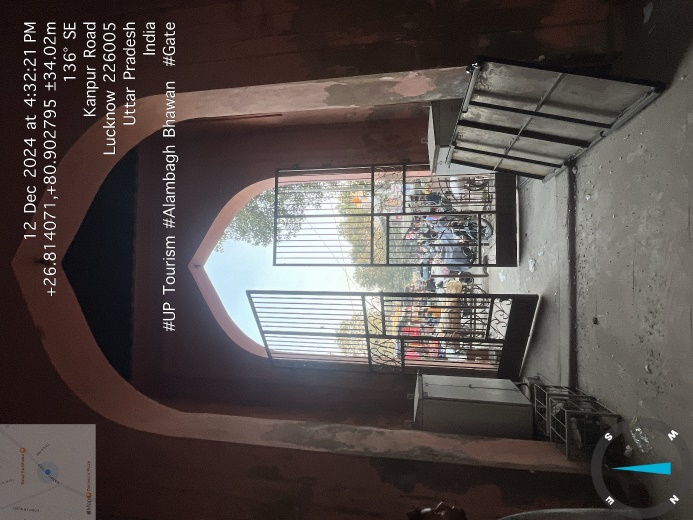 12 Dec 2024 at 4:32:21 PM
+26.814071,+80.902795 ±34.02m
136° SE
Kanpur Road
Lucknow 226005
Uttar Pradesh
India
#UP Tourism #Alambagh Bhawan #Gate
S
W
E
N